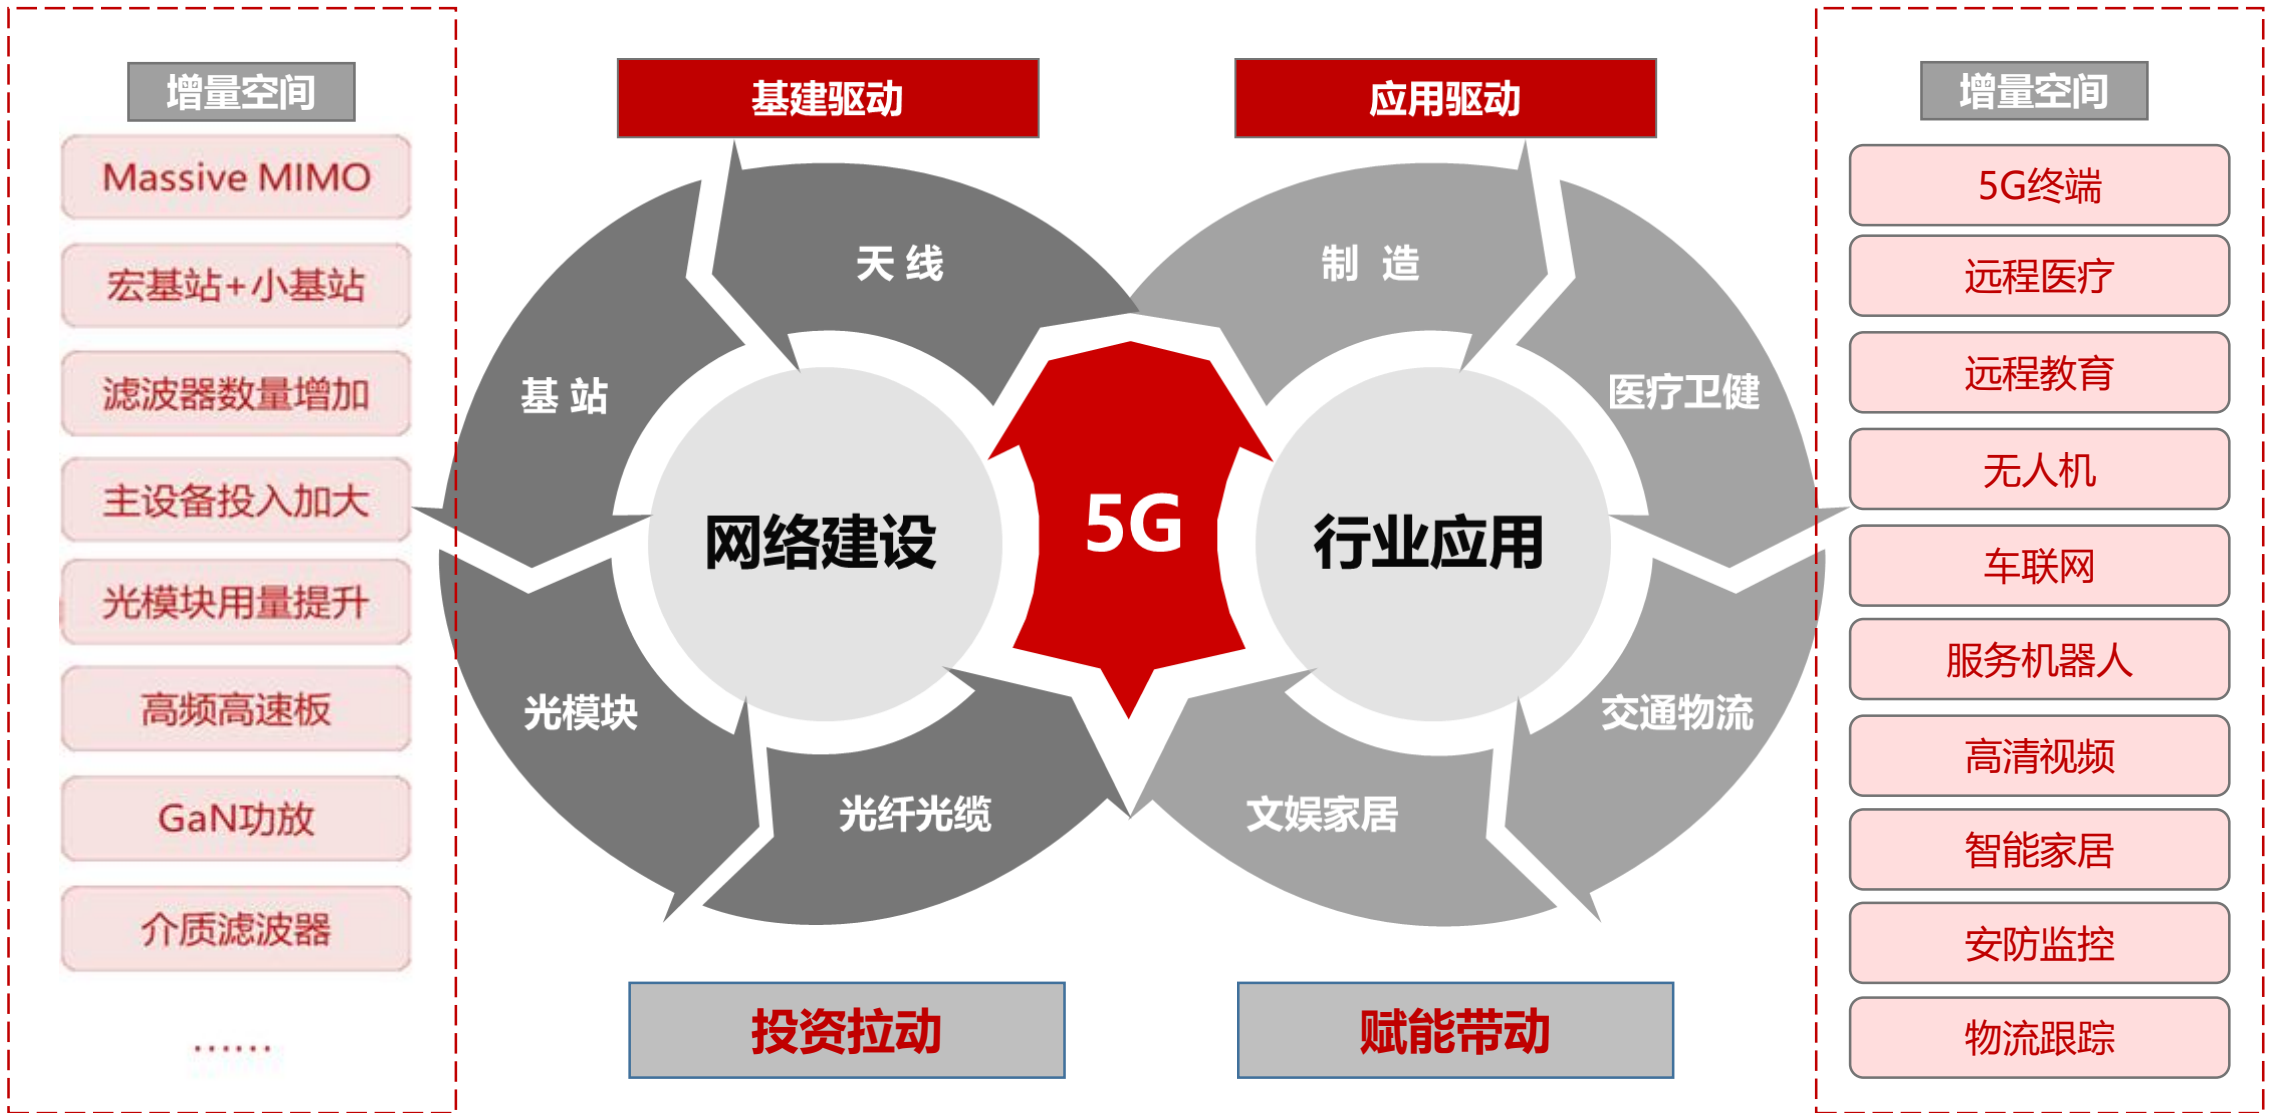 增量空间
Massive MIMO
宏基站+小基站
滤波器数量增加
主设备投入加大
光模块用量提升
高频高速板
GaN功放
介质滤波器
……
基建驱动
天 线
基 站
网络建设
光模块
光纤光缆
投资拉动
5G
应用驱动
制 造
医疗卫健
行业应用
交通物流
文娱家居
赋能带动
增量空间
5G终端
远程医疗
远程教育
无人机
车联网
服务机器人
高清视频
智能家居
安防监控
物流跟踪